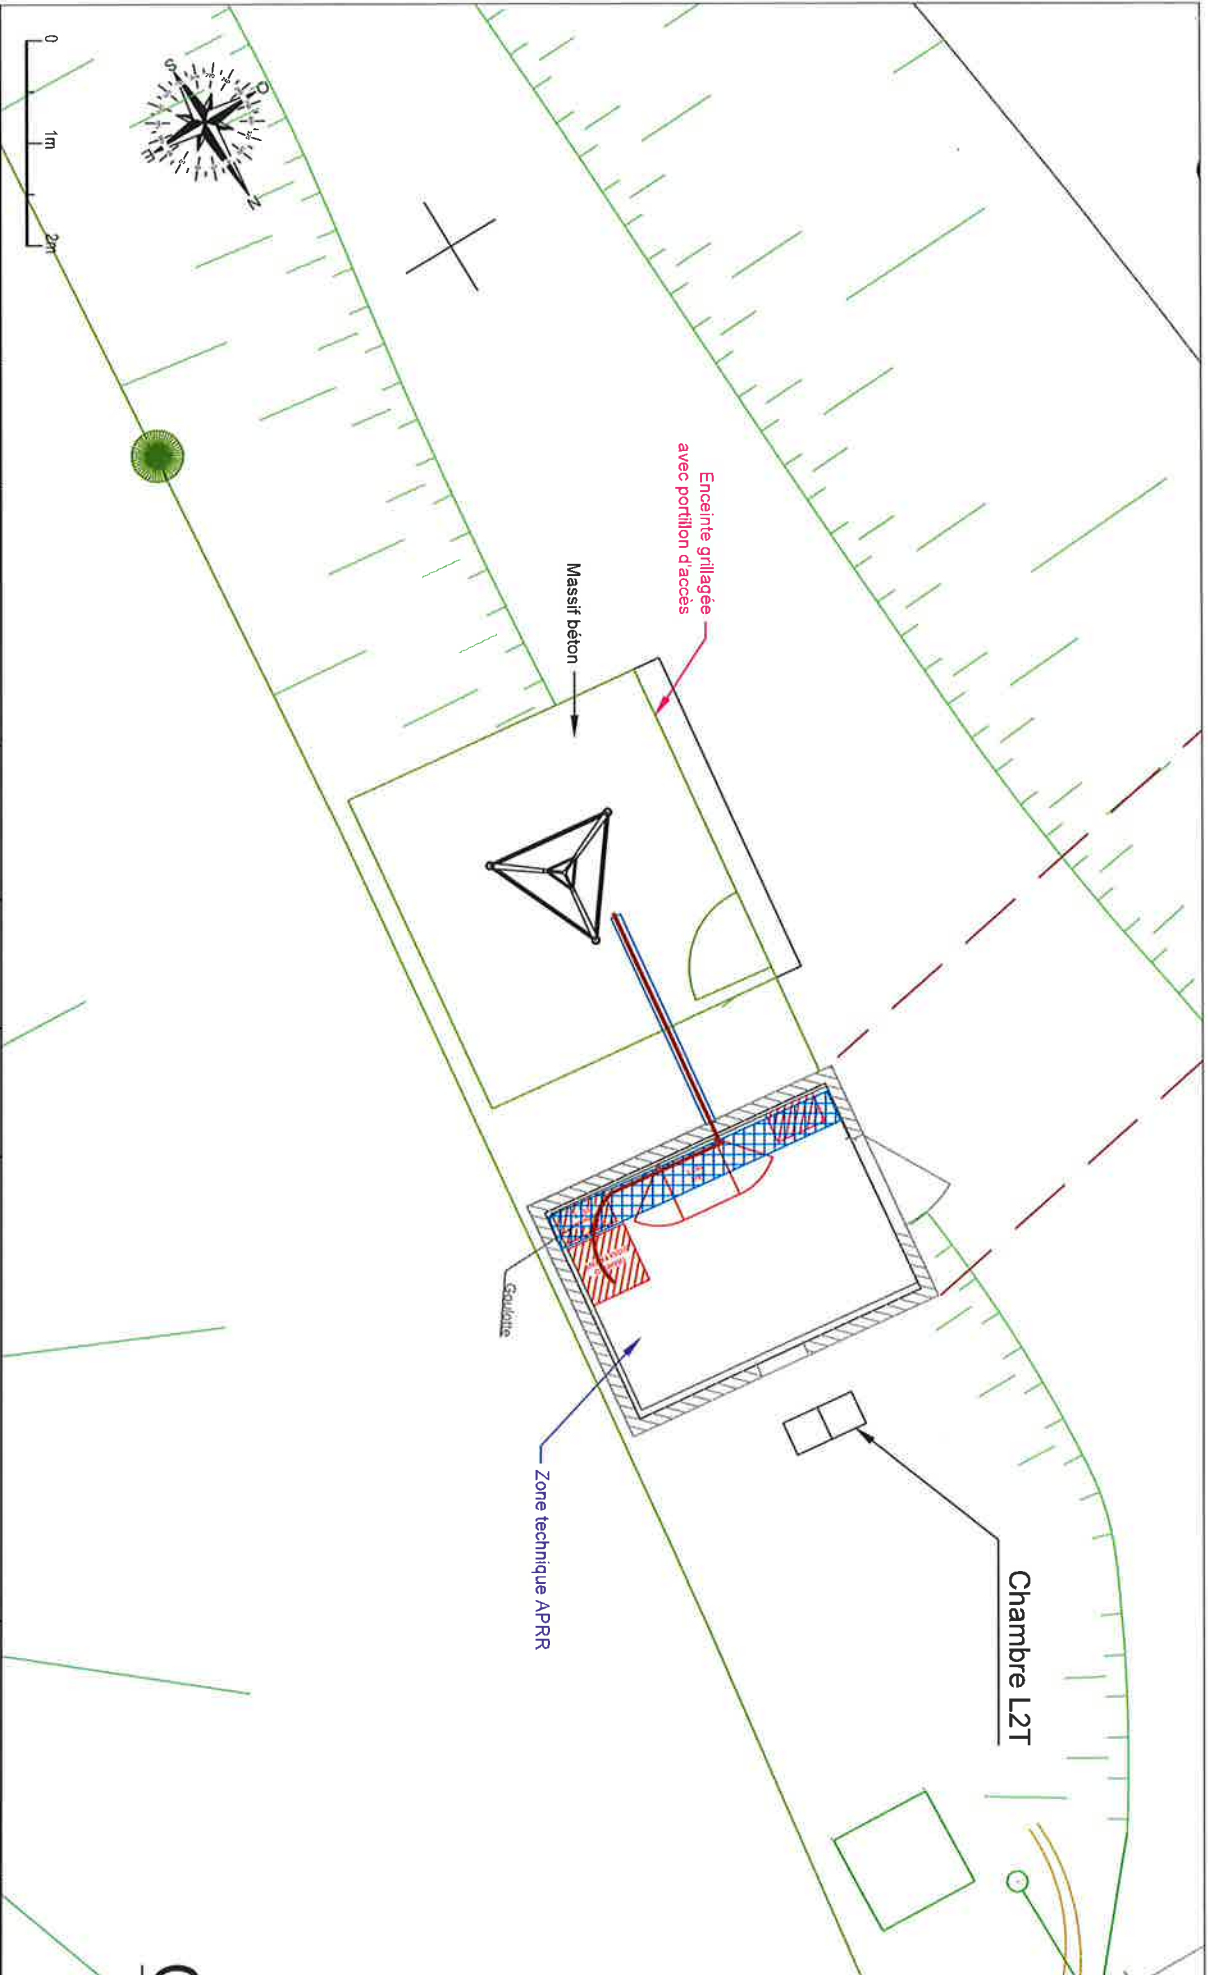 0
1m
2m
S
O
E
N
Enceinte grillagée
avec portillon d'accès
Massif béton
Goulotte
Zone technique APRR
Chambre L2T